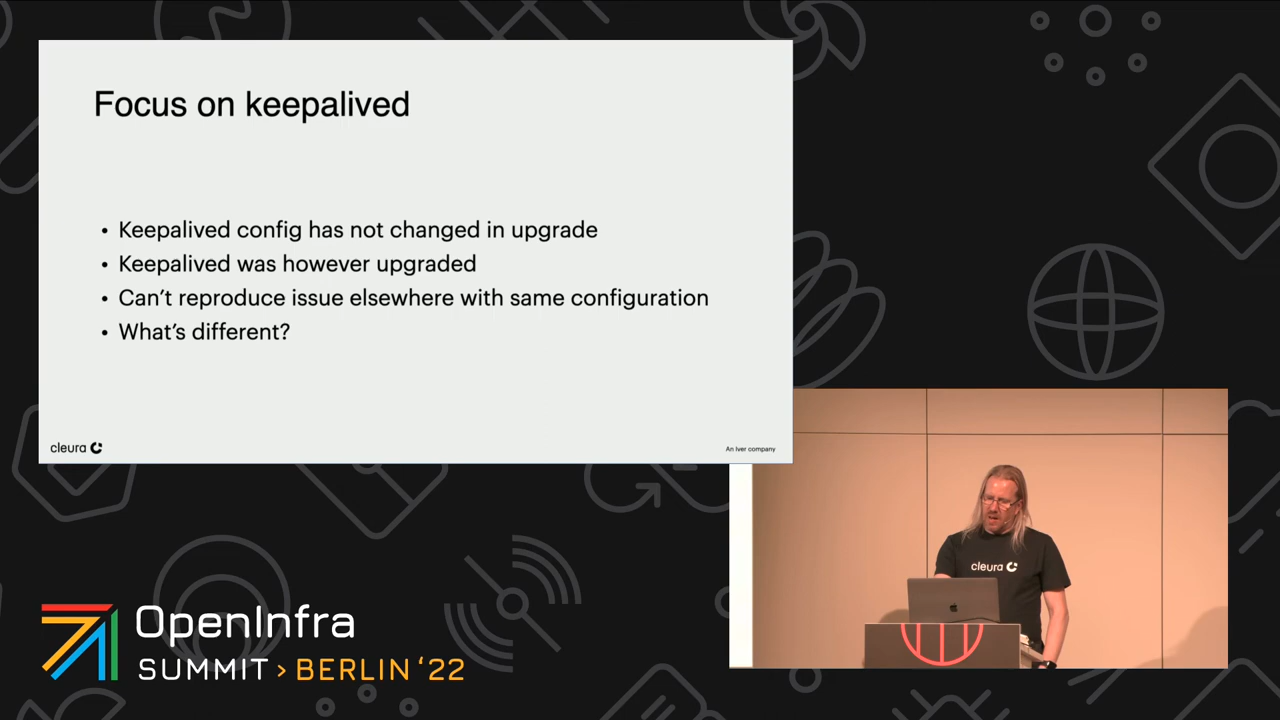 Focus on keepalived
• Keepalived config has not changed in upgrade
• Keepalived was however upgraded
• Can’t reproduce issue elsewhere with same configuration
• What’s different?
cleura
An Iver company
cleura
OpenInfra
SUMMIT > BERLIN ‘22